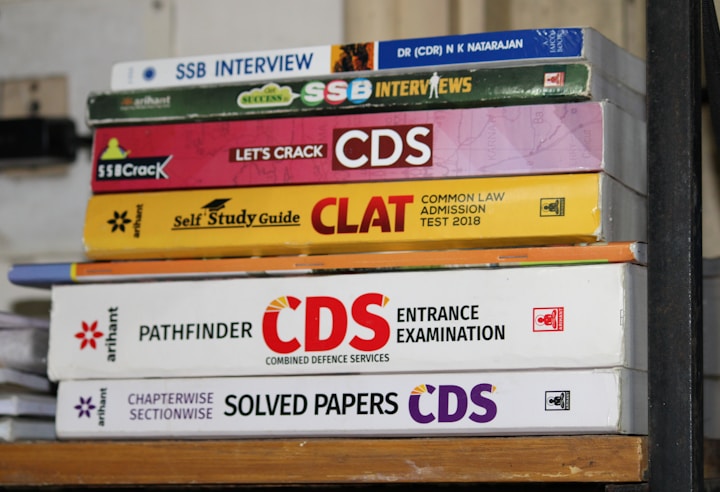 SSB INTERVIEW
DR (CDR) N K NATARAJAN
arihant
SUCCESS
SSB
INTERVIEWS
SSBCracK
LET'S CRACK
CDS
arihant
Self Study Guide
CLAT
COMMON LAW
ADMISSION
TEST 2018
arihant
PATHFINDER
CDS
COMBINED DEFENCE SERVICES
ENTRANCE
EXAMINATION
arihant
CHAPTERWISE
SECTIONWISE
SOLVED PAPERS
CDS